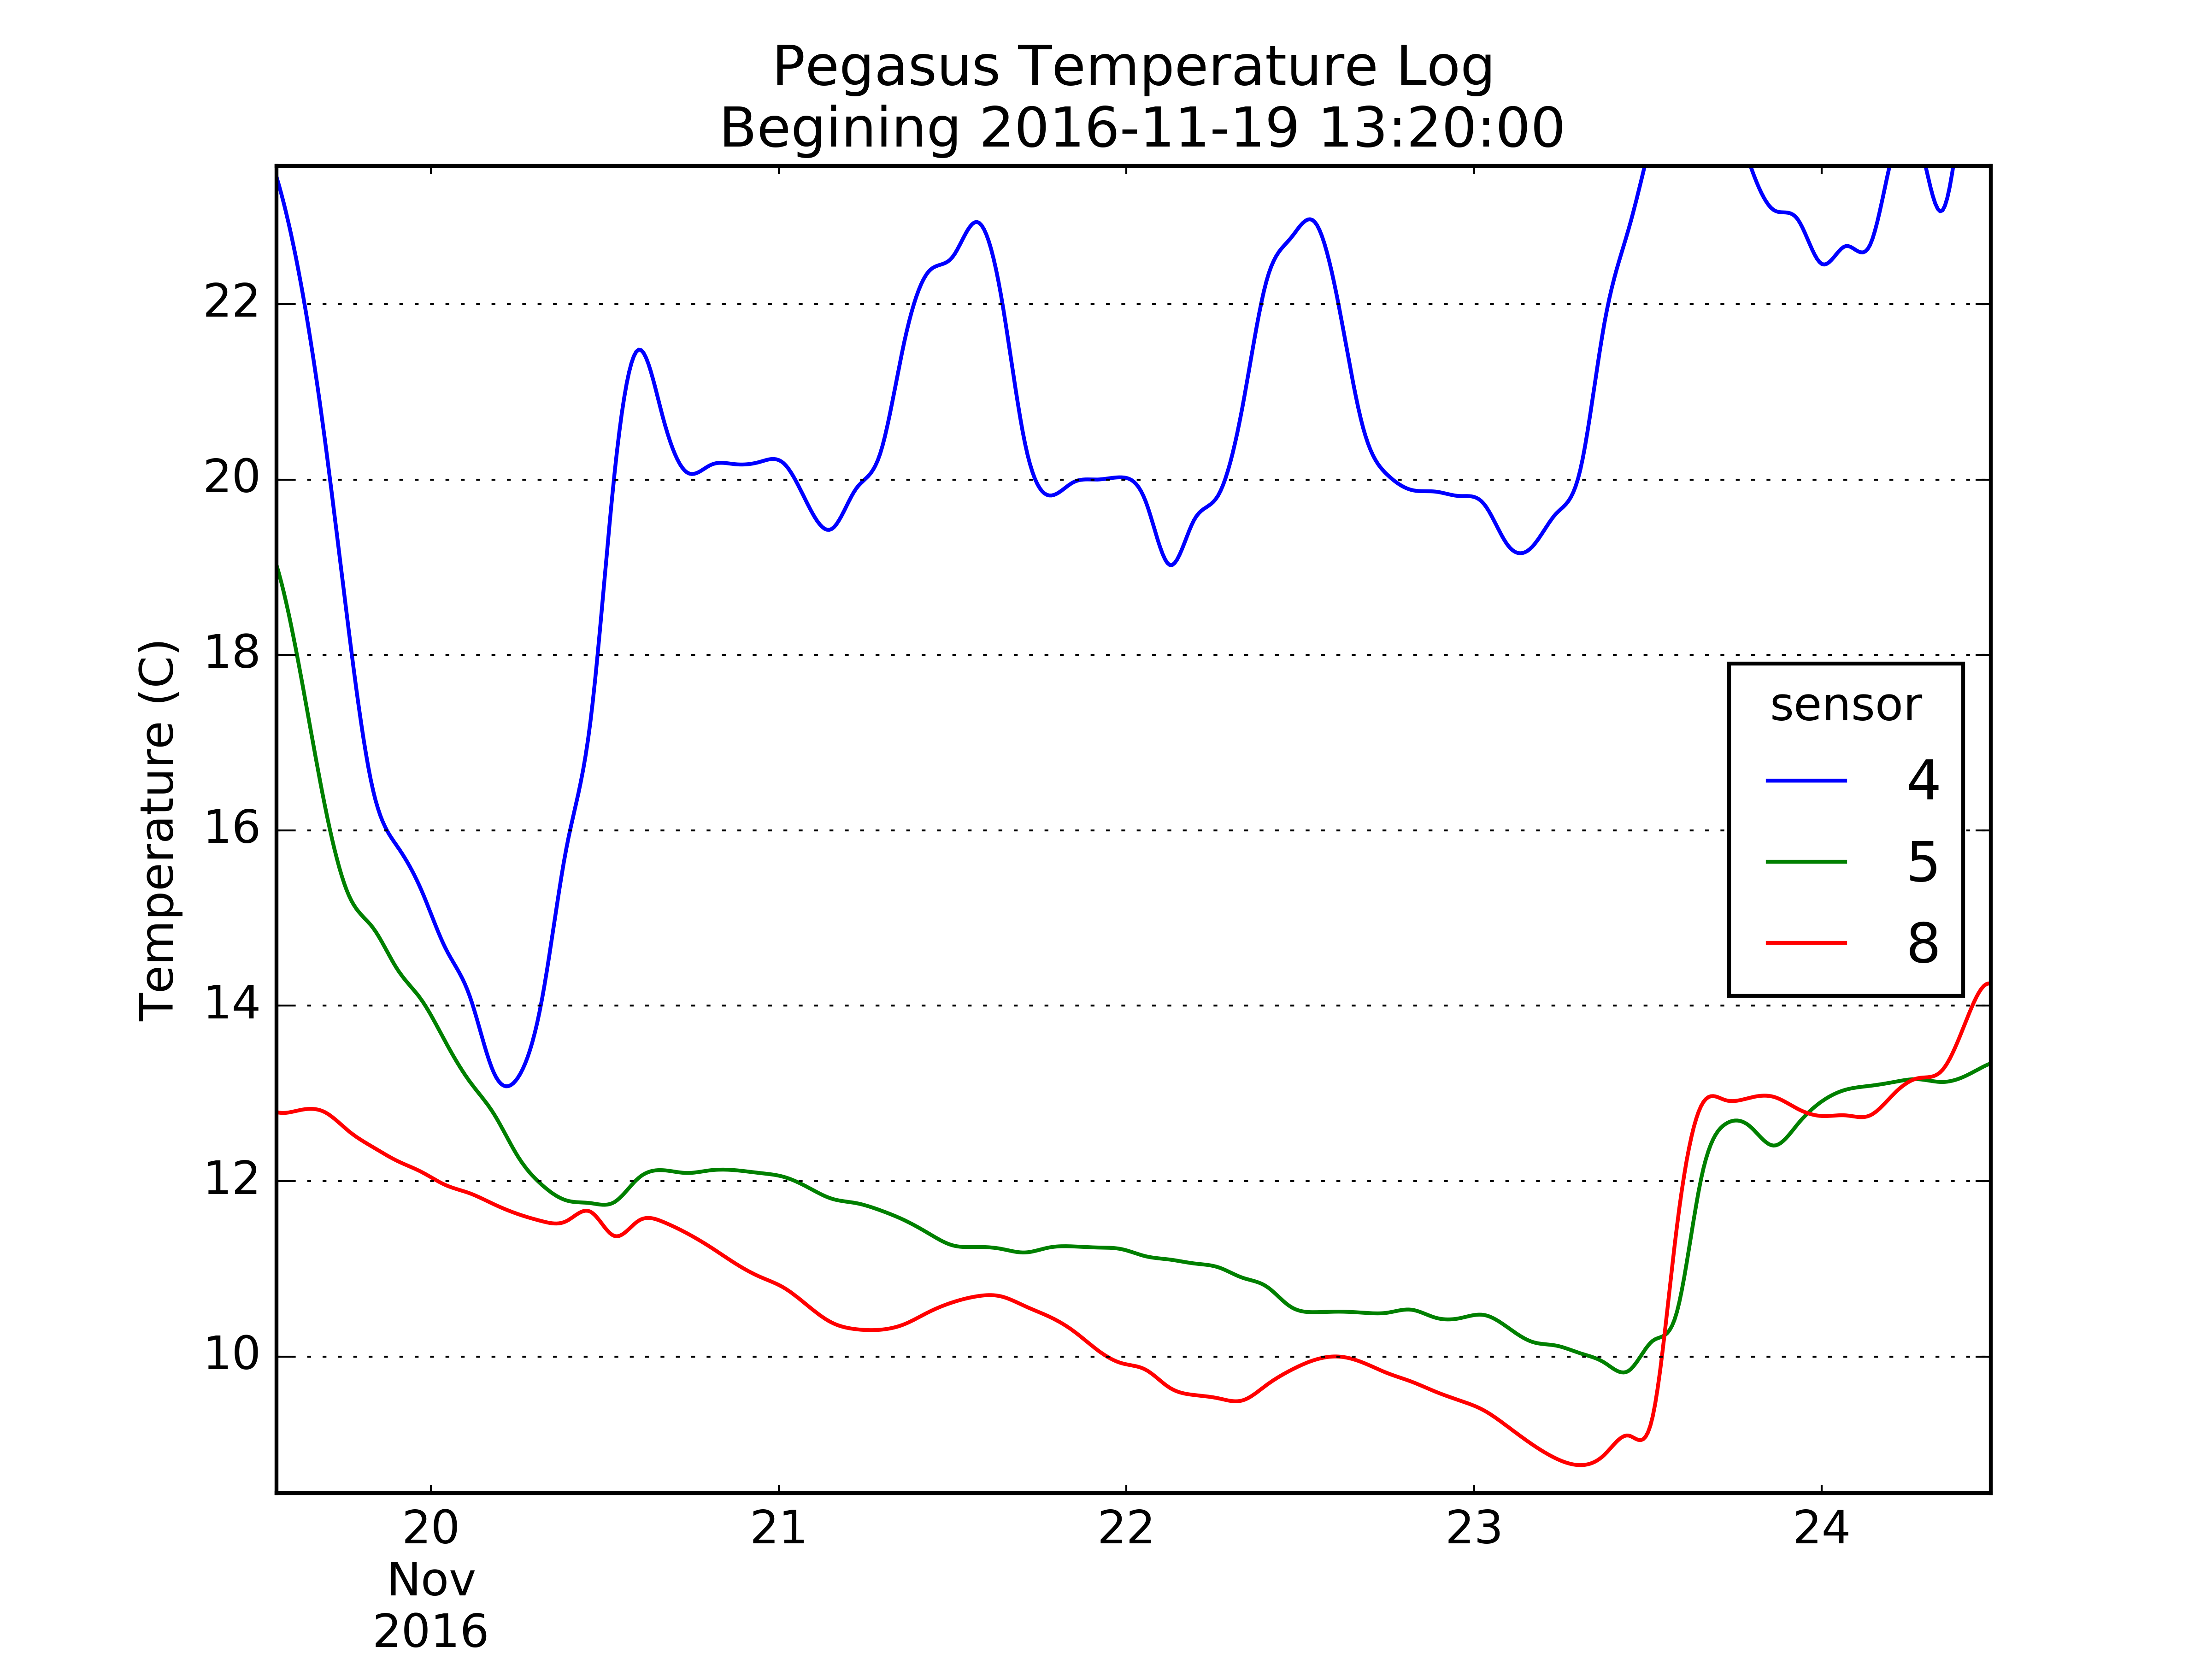 Pegasus Temperature Log
Begining 2016-11-19 13:20:00
Temperature (C)
22
20
18
16
14
12
10
sensor
4
5
8
20 21 22 23 24
Nov
2016